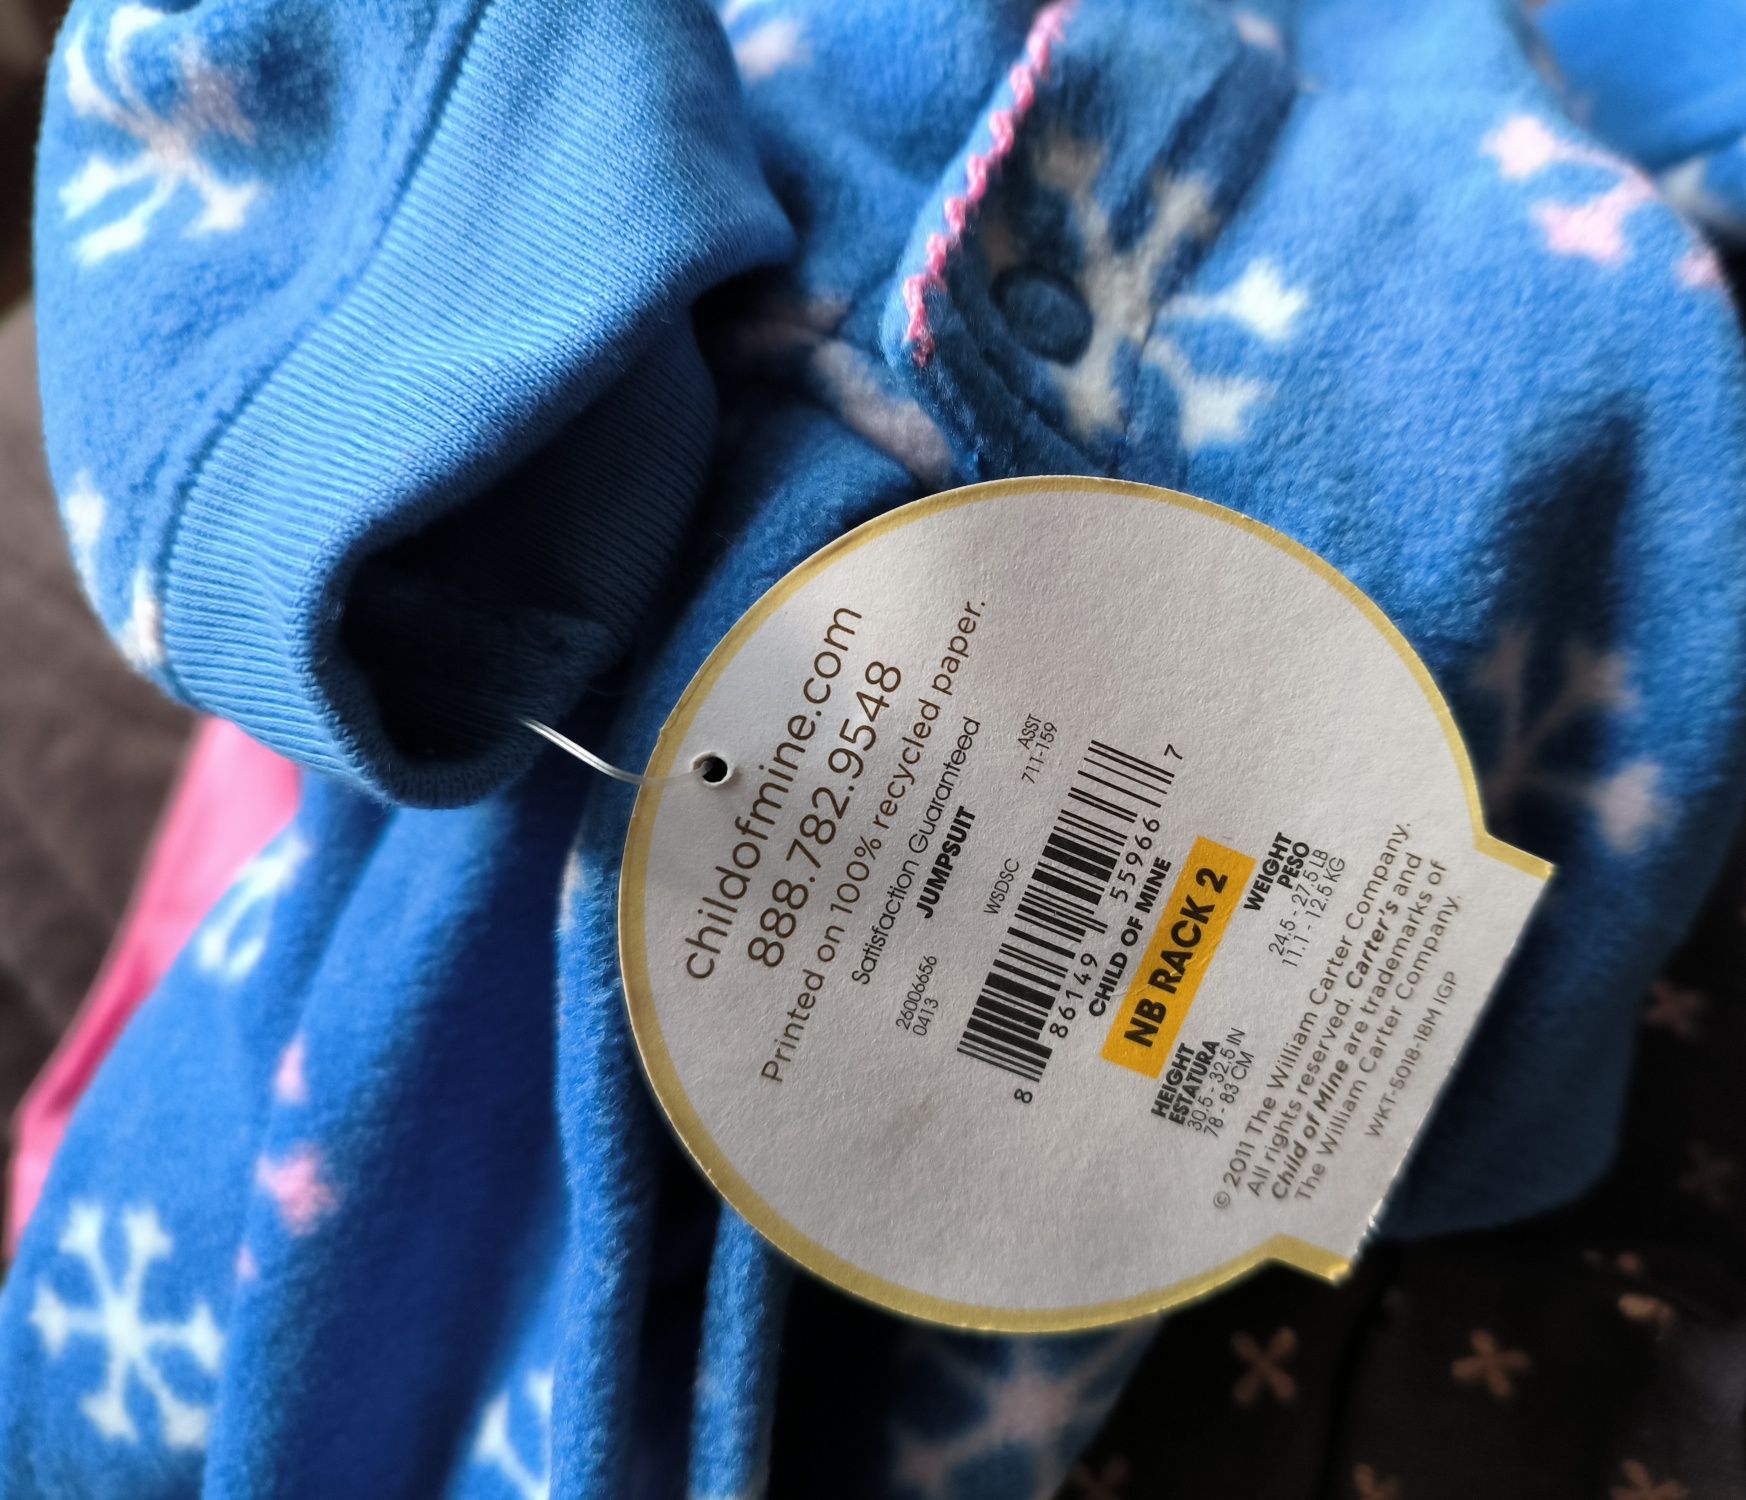 childofmine.com
888.782.9548
Printed on 100% recycled paper.
Satisfaction Guaranteed
JUMPSUIT
26006656
0413
WSDSC
ASST
711-159
8 86149 55966 7
CHILD OF MINE
NB RACK 2
HEIGHT
ESTATURA
30.5 - 32.5 IN
78 - 83 CM
WEIGHT
PESO
24.5 - 27.5 LB
11.1 - 12.5 KG
© 2011 The William Carter Company.
All rights reserved. Carter's and
Child of Mine are trademarks of
The William Carter Company.
WKT-5018-18M IGP